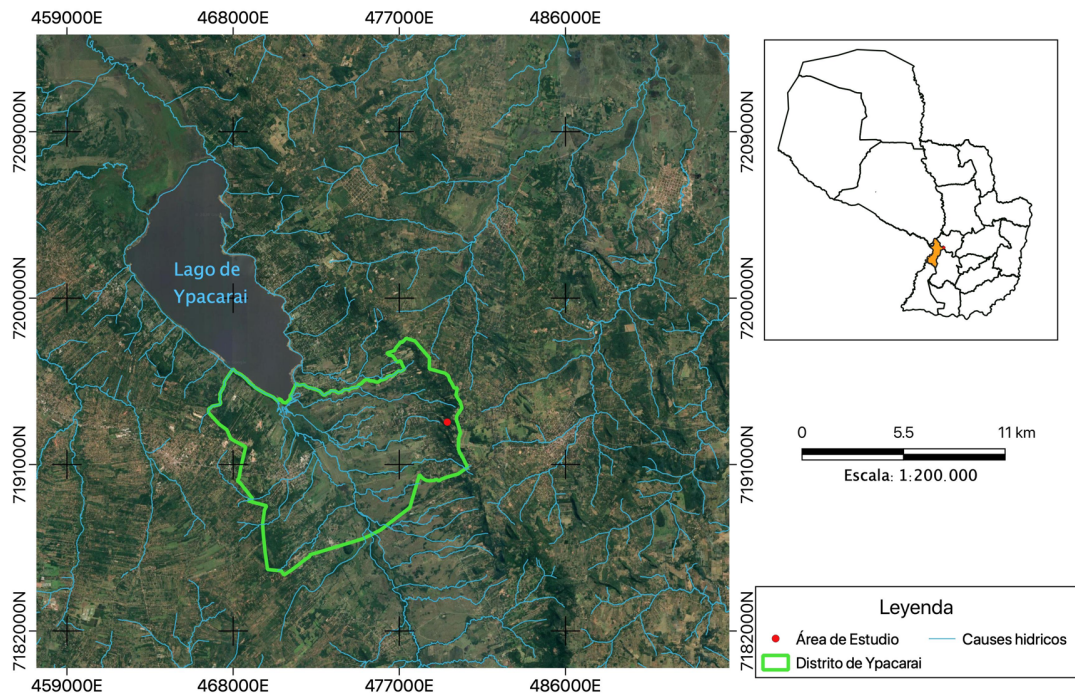 459000E 468000E 477000E 486000E
7209000N 7209000N
Lago de
Ypacarai
7200000N 7200000N
0 5.5 11 km
Escala: 1:200.000
7191000N 7191000N
Leyenda
Área de Estudio Causes hidricos
Distrito de Ypacarai
7182000N 7182000N
459000E 468000E 477000E 486000E